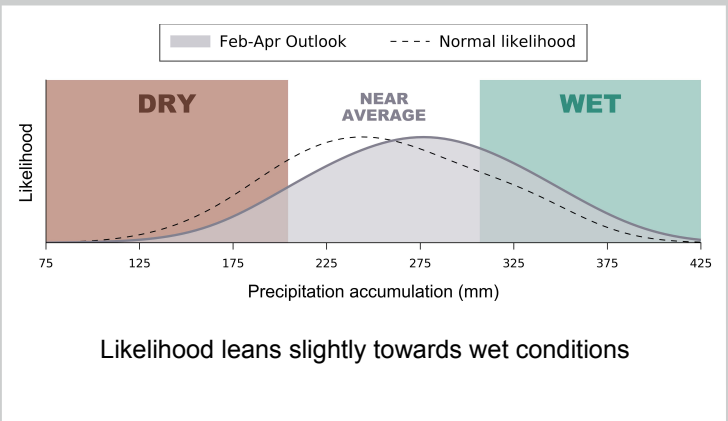 Feb-Apr Outlook
Normal likelihood
DRY
NEAR
AVERAGE
WET
Likelihood
75 125 175 225 275 325 375 425
Precipitation accumulation (mm)
Likelihood leans slightly towards wet conditions